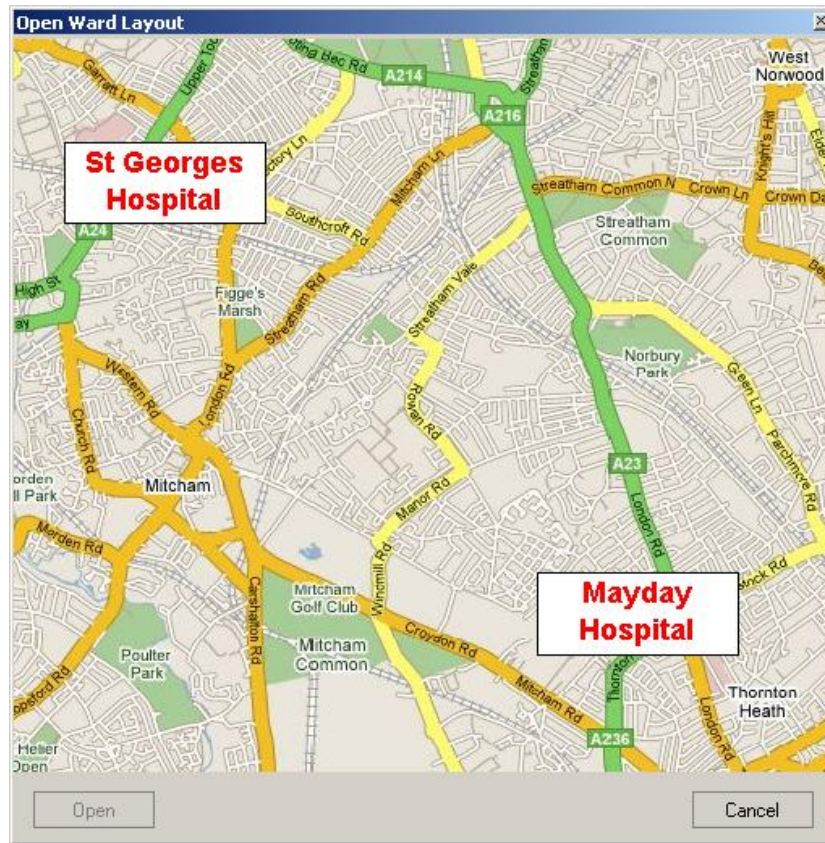 Open Ward Layout
West
Norwood
Garratt Ln
A214
A216
Streatham
Knight's Hill
St Georges
Hospital
Mitcham Ln
Streatham Common N
Crown Ln
Crown
Southcroft Rd
Streatham
Common
A24
High St
Figge's
Marsh
Streatham Rd
Streatham Vale
Norbury
Park
Green Ln
Western Rd
London Rd
Rowan Rd
Church Rd
Parchmore Rd
A23
Mitcham
Manor Rd
London Rd
Park
Morden Rd
Windmill Rd
Mitcham
Golf Club
Mayday
Hospital
Carshalton Rd
Mitcham
Common
Croydon Rd
Poulter
Park
Mitcham Rd
Thornton
London Rd
Thornton
Heath
A236
Open
Open
Cancel